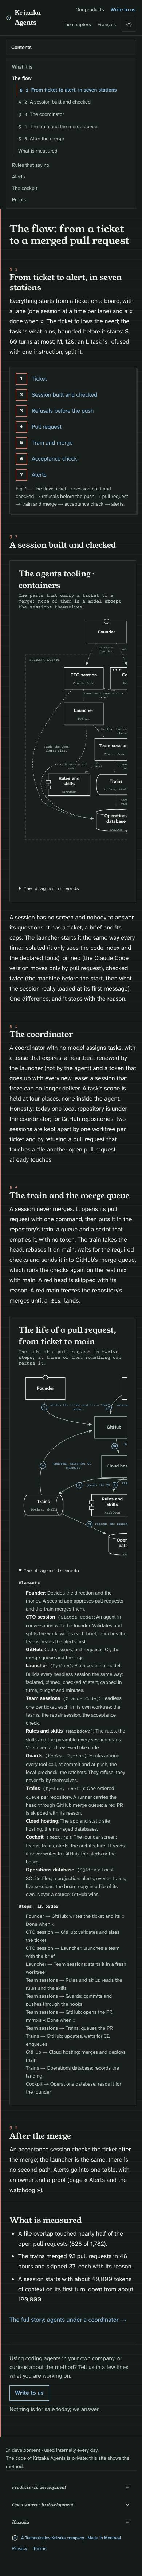 Krizaka
Agents
Our products
Write to us
The chapters
Français
Contents
What it is
The flow
§ 1 From ticket to alert, in seven stations
§ 2 A session built and checked
§ 3 The coordinator
§ 4 The train and the merge queue
§ 5 After the merge
What is measured
Rules that say no
Alerts
The cockpit
Proofs
The flow: from a ticket
to a merged pull request
§ 1
From ticket to alert, in seven
stations
Everything starts from a ticket on a board, with
a lane (one session at a time per lane) and a «
done when ». The ticket follows the need; the
task is what runs, bounded before it starts: S,
69 turns at most; M, 120; an L task is refused
with one instruction, split it.
1 Ticket
2 Session built and checked
3 Refusals before the push
4 Pull request
5 Train and merge
6 Acceptance check
7 Alerts
Fig. 1 — The flow: ticket → session built and
checked → refusals before the push → pull request
→ train and merge → acceptance check → alerts.
§ 2
A session built and checked
The agents tooling ·
containers
The parts that carry a ticket to a
merge; none of them is a model except
the sessions themselves.
Founder
KRIZAKA AGENTS
CTO session
Claude Code
Launcher
Python
Team session
Claude Code
Rules and
skills
Markdown
Trains
Python, shell
Operations
database
SQLite
▶ The diagram in words
A session has no screen and nobody to answer
its questions: it has a ticket, a brief and its
caps. The launcher starts it the same way every
time: isolated (it only sees the code index and
the declared tools), pinned (the Claude Code
version moves only by pull request), checked
twice (the machine before the start, then what
the session really loaded at its first message).
One difference, and it stops with the reason.
§ 3
The coordinator
A coordinator with no model assigns tasks, with
a lease that expires, a heartbeat renewed by
the launcher (not by the agent) and a token that
goes up with every new lease: a session that
froze can no longer deliver. A task's scope is
held at four places, none inside the agent.
Honestly: today one local repository is under
the coordinator; for GitHub repositories, two
sessions are kept apart by one worktree per
ticket and by refusing a pull request that
touches a file another open pull request
already touches.
§ 4
The train and the merge queue
A session never merges. It opens its pull
request with one command, then puts it in the
repository's train: a queue and a script that
empties it, with no token. The train takes the
head, rebases it on main, waits for the required
checks and sends it into GitHub's merge queue,
which runs the checks again on the real mix
with main. A red head is skipped with its
reason. A red main freezes the repository's
merges until a fix lands.
The life of a pull request,
from ticket to main
The life of a pull request, in twelve
steps; at three of them something can
refuse it.
Founder
GitHub
Cloud hosting
Trains
Python, shell
Rules and
skills
▼ The diagram in words
Elements
Founder: Decides the direction and the
money. A second app approves pull requests
and the train merges them.
CTO session (Claude Code): An agent in
conversation with the founder. Validates and
splits the work, writes each brief, launches the
teams, reads the alerts first.
GitHub: Code, issues, pull requests, CI, the
merge queue and the tags.
Launcher (Python): Plain code, no model.
Builds every headless session the same way:
isolated, pinned, checked at start, capped in
turns, budget and minutes.
Team sessions (Claude Code): Headless,
one per ticket, each in its own worktree: the
teams, the repair session, the acceptance
check.
Rules and skills (Markdown): The rules, the
skills and the preamble every session reads.
Versioned and reviewed like code.
Guards (Hooks, Python): Hooks around
every tool call, at commit and at push, the
local precheck, the ratchets. They refuse; they
never fix by themselves.
Trains (Python, shell): One ordered
queue per repository. A runner carries the
head through GitHub merge queue; a red PR
is skipped with its reason.
Cloud hosting: The app and static site
hosting, the managed databases.
Cockpit (Next.js): The founder screen:
teams, trains, alerts, the architecture. It reads;
it never writes to GitHub, the alerts or the
board.
Operations database (SQLite): Local
SQLite files, a projection: alerts, events, trains,
live sessions; the board copy in a file of its
own. Never a source: GitHub wins.
Steps, in order
Founder → GitHub: writes the ticket and its «
Done when »
CTO session → GitHub: validates and sizes
the ticket
CTO session → Launcher: launches a team
with the brief
Launcher → Team sessions: starts it in a fresh
worktree
Team sessions → Rules and skills: reads the
rules and the skills
Team sessions → Guards: commits and
pushes through the hooks
Team sessions → GitHub: opens the PR,
mirrors « Done when »
Team sessions → Trains: queues the PR
Trains → GitHub: updates, waits for CI,
enqueues
GitHub → Cloud hosting: merges and deploys
main
Trains → Operations database: records the
landing
Cockpit → Operations database: reads it for
the founder
§ 5
After the merge
An acceptance session checks the ticket after
the merge; the launcher is the same, there is
no second path. Alerts go into one table, with
an owner and a proof (page « Alerts and the
watchdog »).
What is measured
• A file overlap touched nearly half of the
open pull requests (826 of 1,782).
• The trains merged 92 pull requests in 48
hours and skipped 37, each with its reason.
• A session starts with about 40,000 tokens
of context on its first turn, down from about
190,000.
The full story: agents under a coordinator →
Using coding agents in your own company, or
curious about the method? Tell us in a few lines
what you are working on.
Write to us
Nothing is for sale today; we answer.
In development · used internally every day.
The code of Krizaka Agents is private; this site shows the
method.
Products · In development
Open source · In development
Krizaka
A Technologies Krizaka company · Made in Montréal
Privacy
Terms